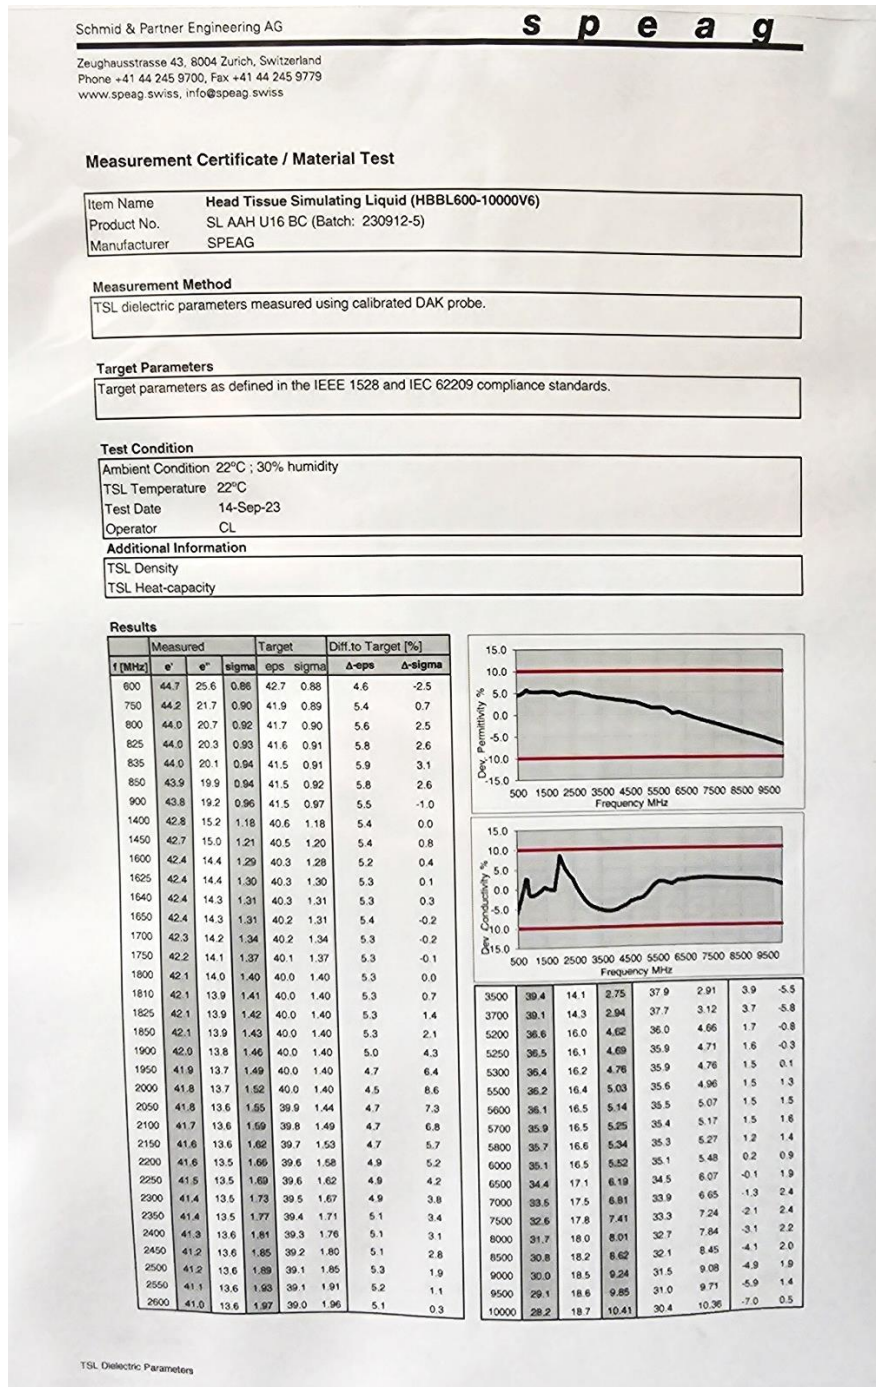 Schmid & Partner Engineering AG
s p e a g
Zeughausstrasse 43, 8004 Zurich, Switzerland
Phone +41 44 245 9700, Fax +41 44 245 9779
www.speag.swiss, info@speag.swiss
Measurement Certificate / Material Test
Item Name Head Tissue Simulating Liquid (HBBL600-10000V6)
Product No. SL AAH U16 BC (Batch: 230912-5)
Manufacturer SPEAG
Measurement Method
TSL dielectric parameters measured using calibrated DAK probe.
Target Parameters
Target parameters as defined in the IEEE 1528 and IEC 62209 compliance standards.
Test Condition
Ambient Condition 22°C ; 30% humidity
TSL Temperature 22°C
Test Date 14-Sep-23
Operator CL
Additional Information
TSL Density
TSL Heat-capacity
Results
Measured Target Diff.to Target [%]
f [MHz] e' e" sigma eps sigma Δ-eps Δ-sigma
600 44.7 25.6 0.86 42.7 0.88 4.6 -2.5
750 44.2 21.7 0.90 41.9 0.89 5.4 0.7
800 44.0 20.7 0.92 41.7 0.90 5.6 2.5
825 44.0 20.3 0.93 41.6 0.91 5.8 2.6
835 44.0 20.1 0.94 41.5 0.91 5.9 3.1
850 43.9 19.9 0.94 41.5 0.92 5.8 2.6
900 43.8 19.2 0.96 41.5 0.97 5.5 -1.0
1400 42.8 15.2 1.18 40.6 1.18 5.4 0.0
1450 42.7 15.0 1.21 40.5 1.20 5.4 0.8
1600 42.4 14.4 1.29 40.3 1.28 5.2 0.4
1625 42.4 14.4 1.30 40.3 1.30 5.3 0.1
1640 42.4 14.3 1.31 40.3 1.31 5.3 0.3
1650 42.4 14.3 1.31 40.2 1.31 5.4 -0.2
1700 42.3 14.2 1.34 40.2 1.34 5.3 -0.2
1750 42.2 14.1 1.37 40.1 1.37 5.3 -0.1
1800 42.1 14.0 1.40 40.0 1.40 5.3 0.0
1810 42.1 13.9 1.41 40.0 1.40 5.3 0.7
1825 42.1 13.9 1.42 40.0 1.40 5.3 1.4
1850 42.1 13.9 1.43 40.0 1.40 5.3 2.1
1900 42.0 13.8 1.46 40.0 1.40 5.0 4.3
1950 41.9 13.7 1.49 40.0 1.40 4.7 6.4
2000 41.8 13.7 1.52 40.0 1.40 4.5 8.6
2050 41.8 13.6 1.55 39.9 1.44 4.7 7.3
2100 41.7 13.6 1.59 39.8 1.49 4.7 6.8
2150 41.6 13.6 1.62 39.7 1.53 4.7 5.7
2200 41.6 13.5 1.66 39.6 1.58 4.9 5.2
2250 41.5 13.5 1.69 39.6 1.62 4.9 4.2
2300 41.4 13.5 1.73 39.5 1.67 4.9 3.8
2350 41.4 13.5 1.77 39.4 1.71 5.1 3.4
2400 41.3 13.6 1.81 39.3 1.76 5.1 3.1
2450 41.2 13.6 1.85 39.2 1.80 5.1 2.8
2500 41.2 13.6 1.89 39.1 1.85 5.3 1.9
2550 41.1 13.6 1.93 39.1 1.91 5.2 1.1
2600 41.0 13.6 1.97 39.0 1.96 5.1 0.3
15.0
10.0
5.0
0.0
-5.0
-10.0
-15.0
Dev. Permittivity %
500 1500 2500 3500 4500 5500 6500 7500 8500 9500
Frequency MHz
15.0
10.0
5.0
0.0
-5.0
-10.0
-15.0
Dev. Conductivity %
500 1500 2500 3500 4500 5500 6500 7500 8500 9500
Frequency MHz
3500 39.4 14.1 2.75 37.9 2.91 3.9 -5.5
3700 39.1 14.3 2.94 37.7 3.12 3.7 -5.8
5200 36.6 16.0 4.62 36.0 4.66 1.7 -0.8
5250 36.5 16.1 4.69 35.9 4.71 1.6 -0.3
5300 36.4 16.2 4.76 35.9 4.76 1.5 0.1
5500 36.2 16.4 5.03 35.6 4.96 1.5 1.3
5600 36.1 16.5 5.14 35.5 5.07 1.5 1.5
5700 35.9 16.5 5.25 35.4 5.17 1.5 1.6
5800 35.7 16.6 5.34 35.3 5.27 1.2 1.4
6000 35.1 16.5 5.52 35.1 5.48 0.2 0.9
6500 34.4 17.1 6.19 34.5 6.07 -0.1 1.9
7000 33.5 17.5 6.81 33.9 6.65 -1.3 2.4
7500 32.6 17.8 7.41 33.3 7.24 -2.1 2.4
8000 31.7 18.0 8.01 32.7 7.84 -3.1 2.2
8500 30.8 18.2 8.62 32.1 8.45 -4.1 2.0
9000 30.0 18.5 9.24 31.5 9.08 -4.9 1.9
9500 29.1 18.6 9.85 31.0 9.71 -5.9 1.4
10000 28.2 18.7 10.41 30.4 10.36 -7.0 0.5
TSL Dielectric Parameters